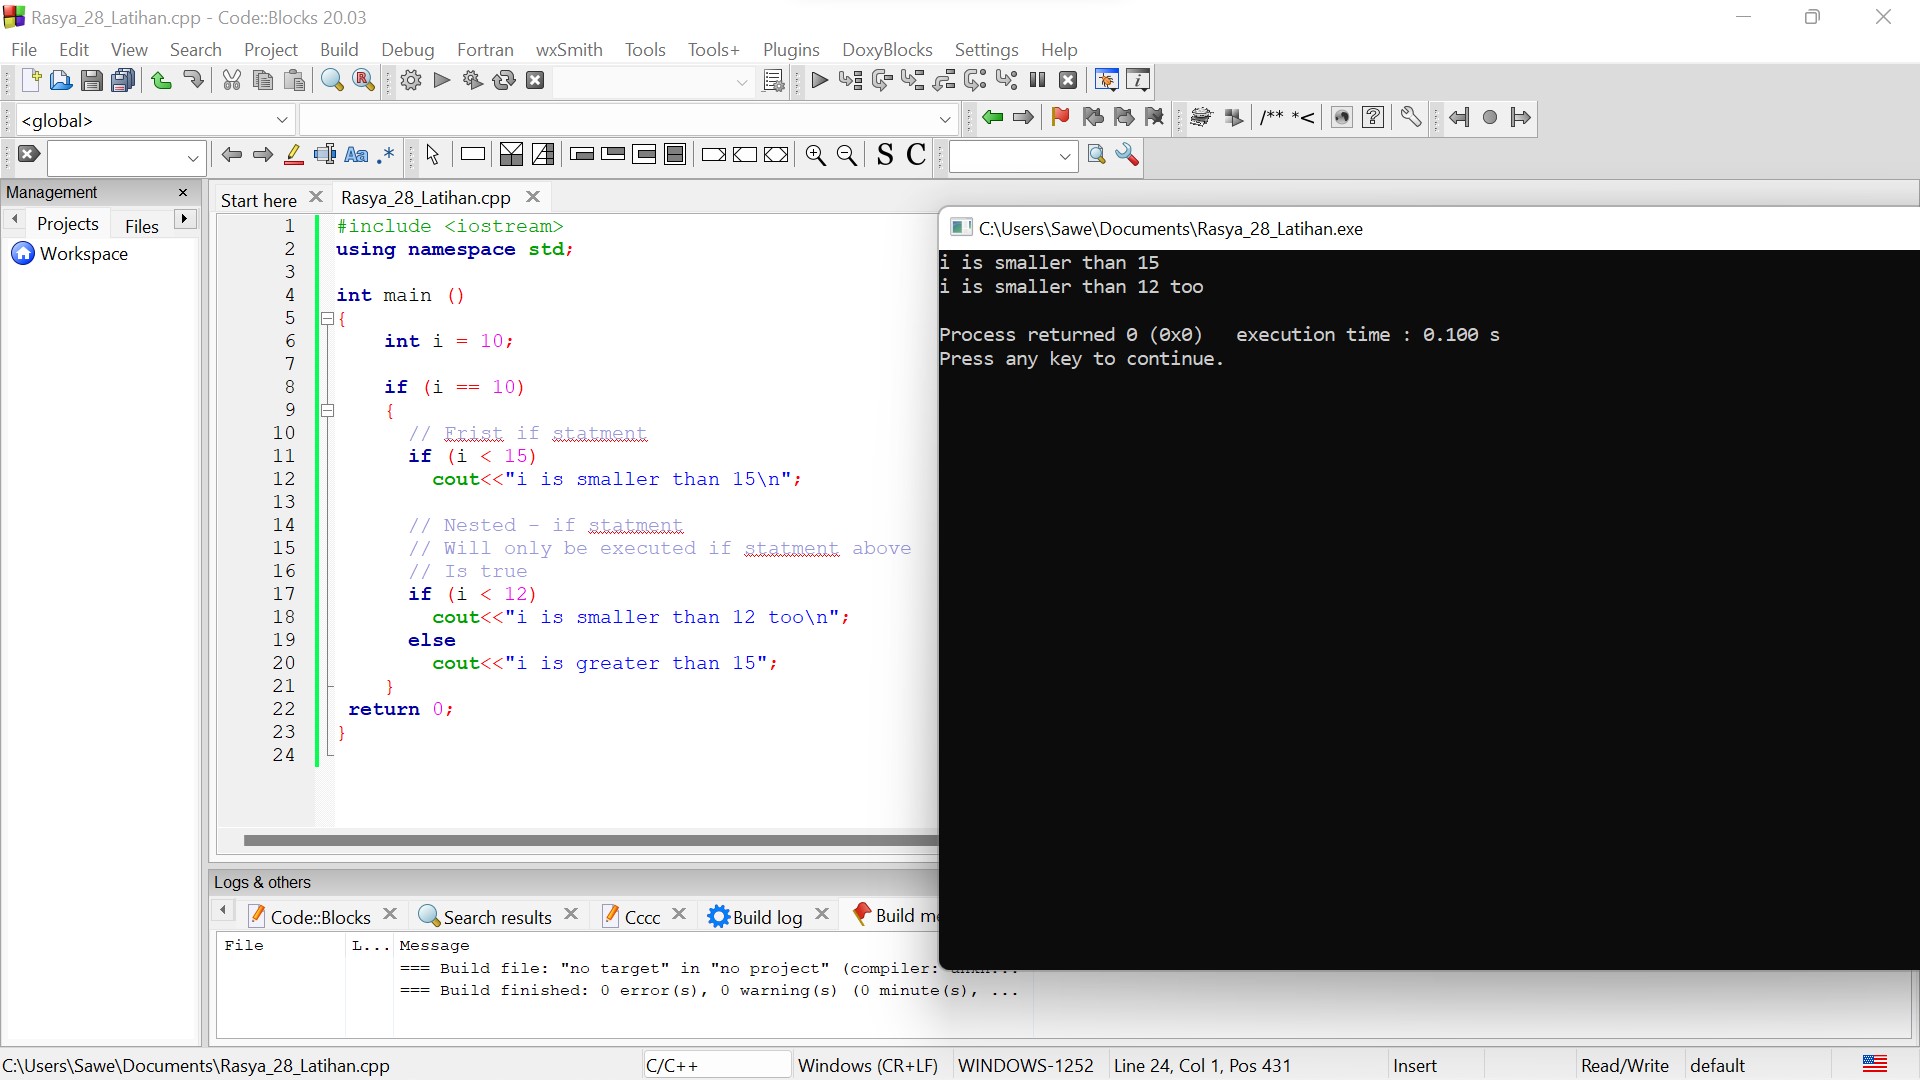 Rasya_28_Latihan.cpp - Code::Blocks 20.03
File Edit View Search Project Build Debug Fortran wxSmith Tools Tools+ Plugins DoxyBlocks Settings Help
<global>
/** *<
Aa .*
S C
Management
Projects Files
Workspace
Start here Rasya_28_Latihan.cpp
1 #include <iostream>
2 using namespace std;
3
4 int main ()
5 {
6 int i = 10;
7
8 if (i == 10)
9 {
10 // Frist if statment
11 if (i < 15)
12 cout<<"i is smaller than 15\n";
13
14 // Nested - if statment
15 // Will only be executed if statment above
16 // Is true
17 if (i < 12)
18 cout<<"i is smaller than 12 too\n";
19 else
20 cout<<"i is greater than 15";
21 }
22 return 0;
23 }
24
C:\Users\Sawe\Documents\Rasya_28_Latihan.exe
i is smaller than 15
i is smaller than 12 too
Process returned 0 (0x0) execution time : 0.100 s
Press any key to continue.
Logs & others
Code::Blocks Search results Cccc Build log Build
File L... Message
=== Build file: "no target" in "no project" (compiler:
=== Build finished: 0 error(s), 0 warning(s) (0 minute(s), ...
C:\Users\Sawe\Documents\Rasya_28_Latihan.cpp C/C++ Windows (CR+LF) WINDOWS-1252 Line 24, Col 1, Pos 431 Insert Read/Write default